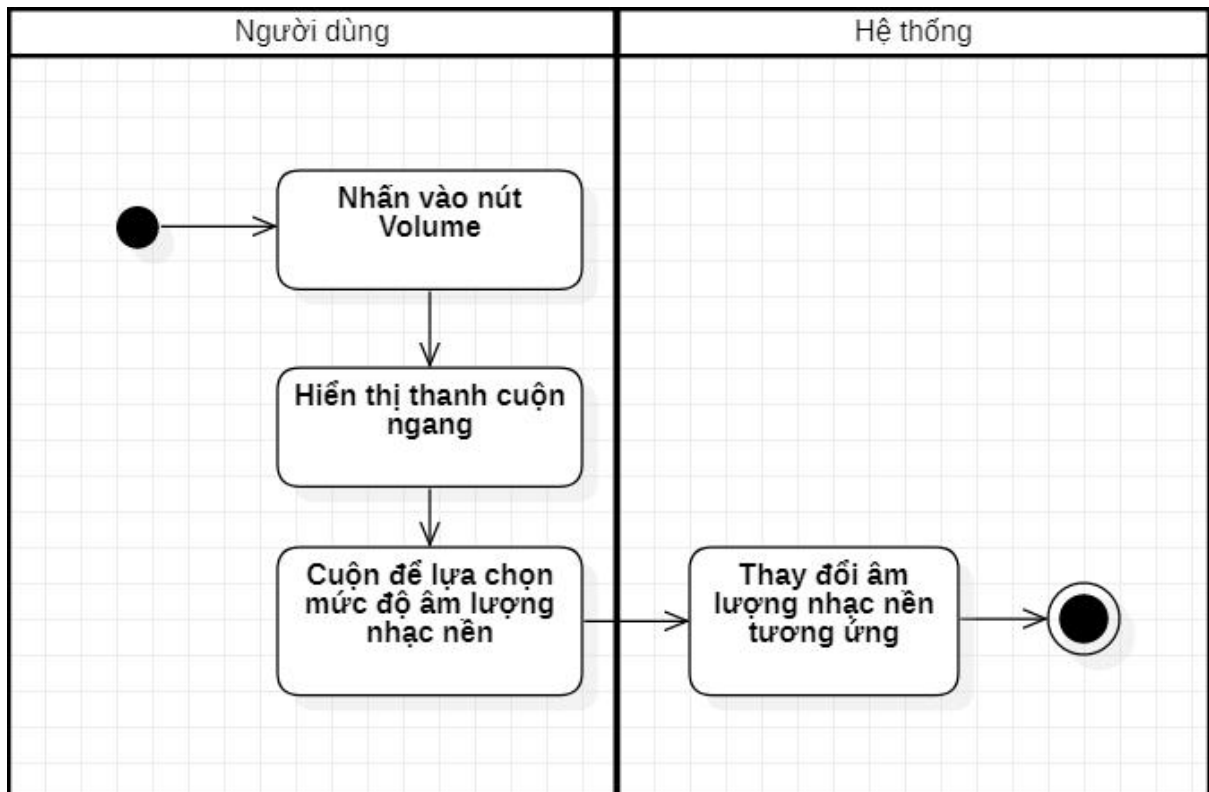 Người dùng
Hệ thống
Nhấn vào nút
Volume
Hiển thị thanh cuộn
ngang
Cuộn để lựa chọn
mức độ âm lượng
nhạc nền
Thay đổi âm
lượng nhạc nền
tương ứng